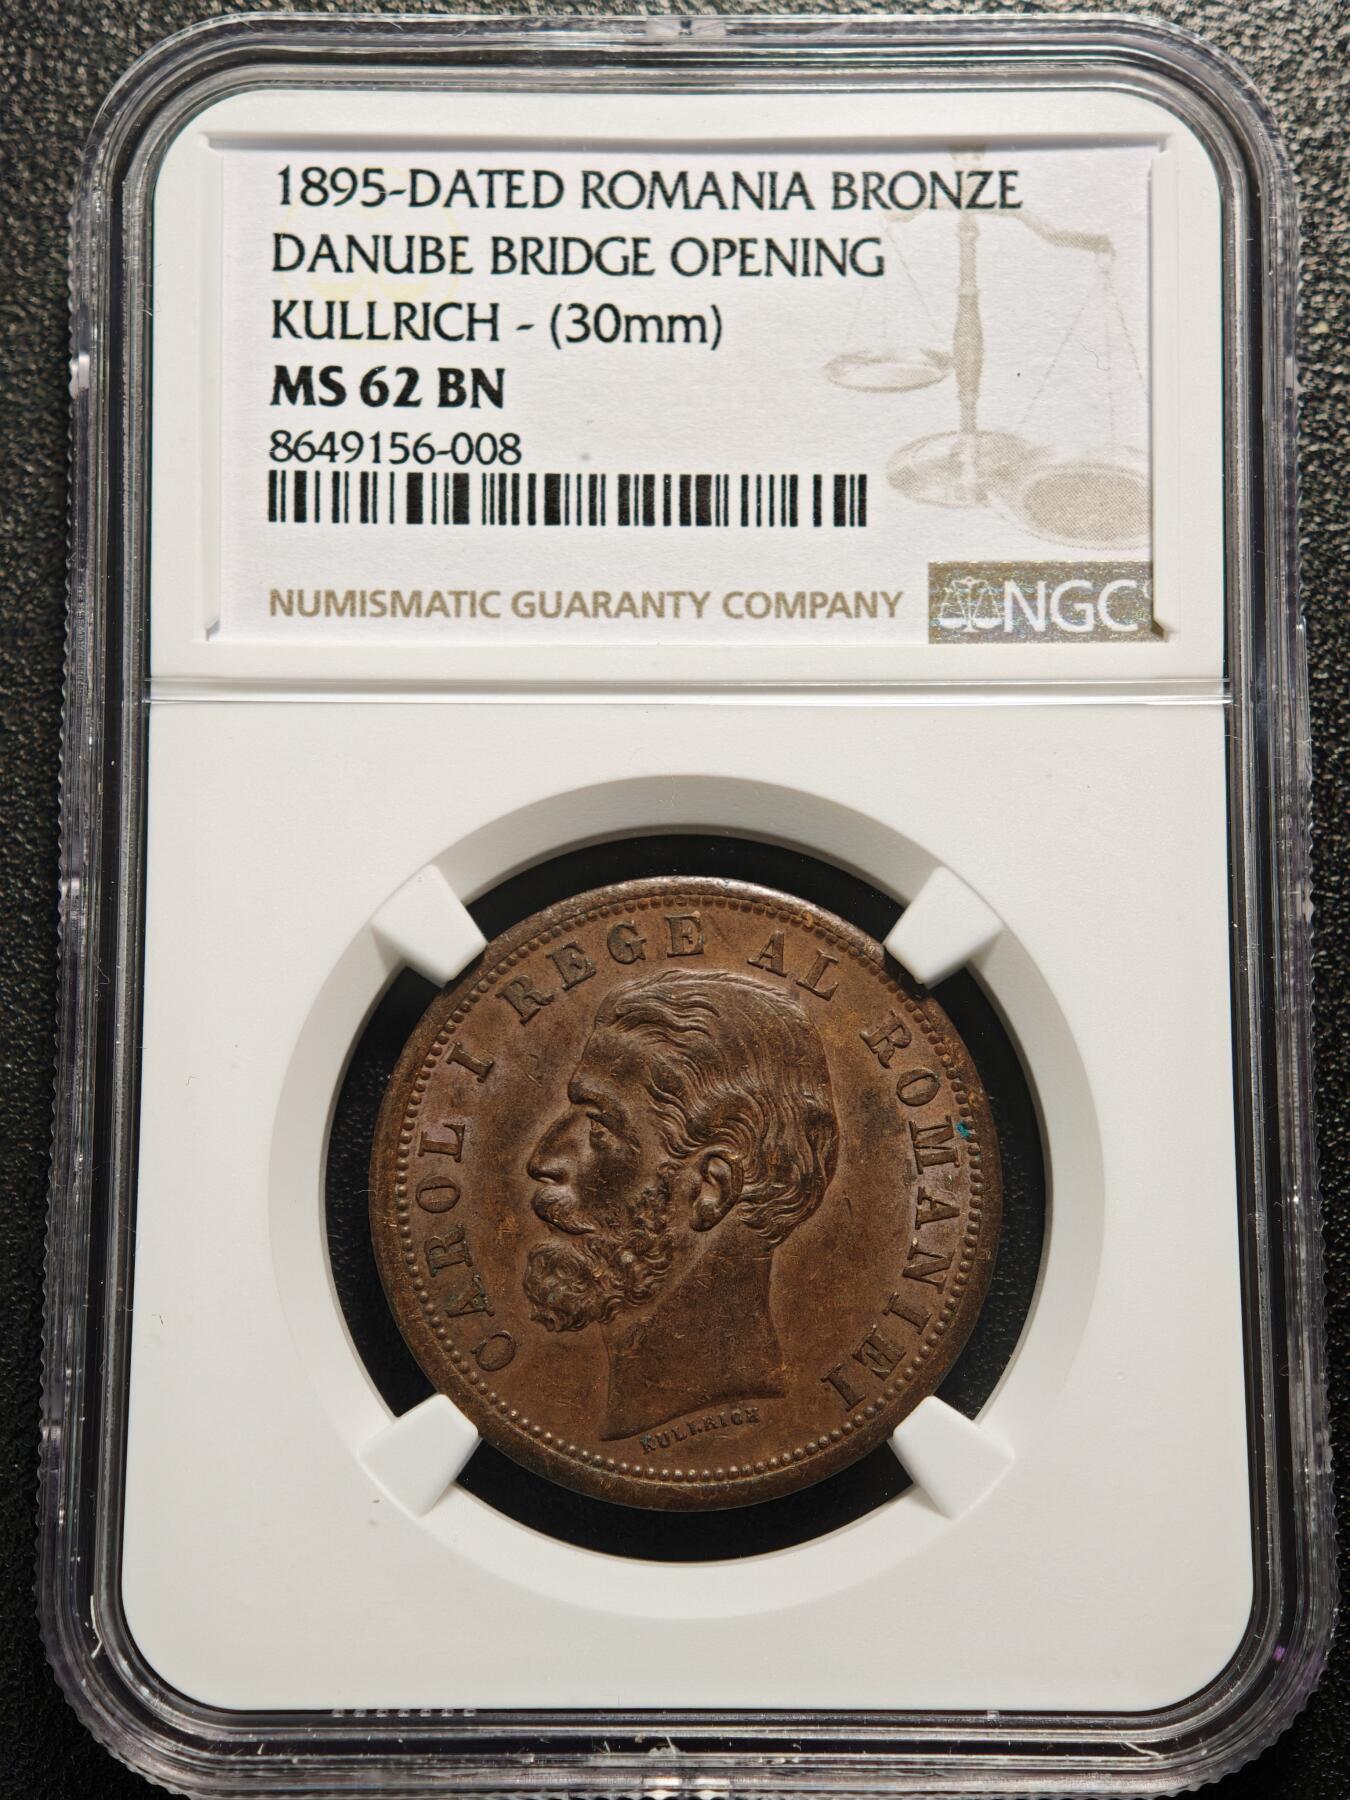 1895-DATED ROMANIA BRONZE
DANUBE BRIDGE OPENING
KULLRICH - (30mm)
MS 62 BN
8649156-008
NUMISMATIC GUARANTY COMPANY
NGC
CAROL I REGE AL ROMANIEI
KULLRICH